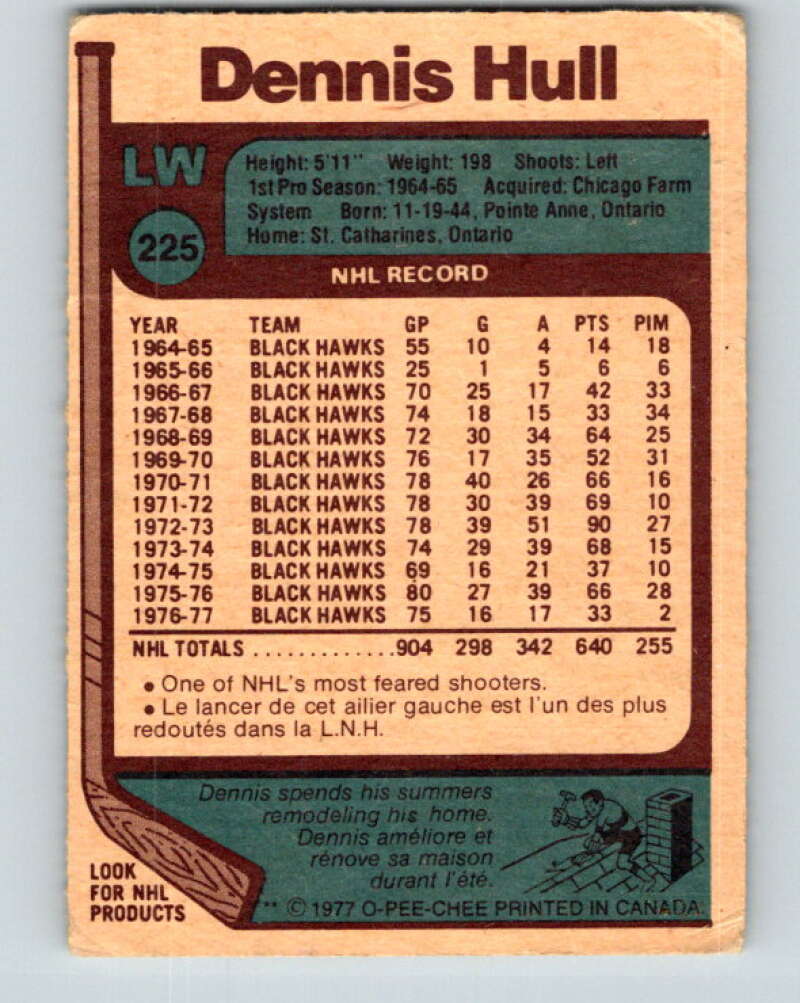 Dennis Hull
LW
225
Height: 5'11" Weight: 198 Shoots: Left
1st Pro Season: 1964-65 Acquired: Chicago Farm
System Born: 11-19-44, Pointe Anne, Ontario
Home: St. Catharines, Ontario
NHL RECORD
YEAR TEAM GP G A PTS PIM
1964-65 BLACK HAWKS 55 10 4 14 18
1965-66 BLACK HAWKS 25 1 5 6 6
1966-67 BLACK HAWKS 70 25 17 42 33
1967-68 BLACK HAWKS 74 18 15 33 34
1968-69 BLACK HAWKS 72 30 34 64 25
1969-70 BLACK HAWKS 76 17 35 52 31
1970-71 BLACK HAWKS 78 40 26 66 16
1971-72 BLACK HAWKS 78 30 39 69 10
1972-73 BLACK HAWKS 78 39 51 90 27
1973-74 BLACK HAWKS 74 29 39 68 15
1974-75 BLACK HAWKS 69 16 21 37 10
1975-76 BLACK HAWKS 80 27 39 66 28
1976-77 BLACK HAWKS 75 16 17 33 2
NHL TOTALS .............904 298 342 640 255
• One of NHL's most feared shooters.
• Le lancer de cet ailier gauche est l'un des plus
redoutés dans la L.N.H.
Dennis spends his summers
remodeling his home.
Dennis améliore et
rénove sa maison
durant l'été.
LOOK
FOR NHL
PRODUCTS
** © 1977 O-PEE-CHEE PRINTED IN CANADA.